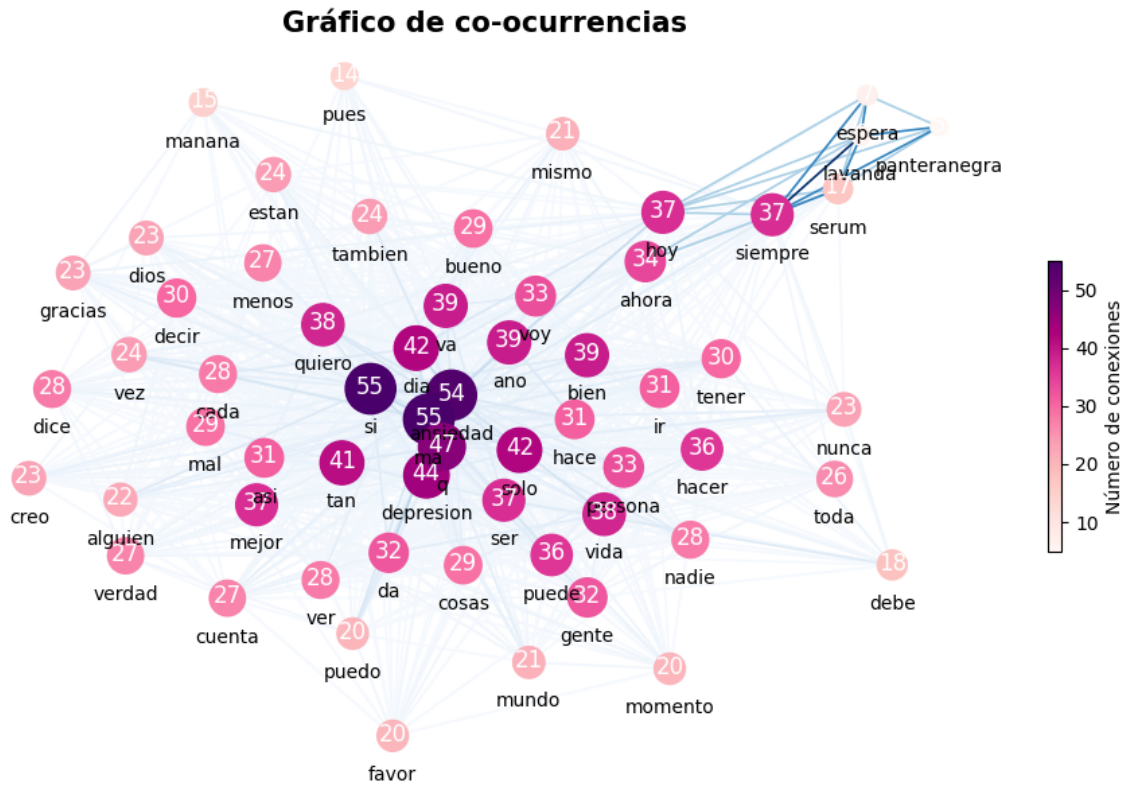 Gráfico de co-ocurrencias
14
pues
15
manana
espera
panteranegra
lavanda
21
mismo
24
estan
17
serum
37
hoy
37
siempre
24
tambien
29
bueno
23
dios
34
ahora
27
menos
23
gracias
30
decir
33
voy
39
va
38
quiero
39
ano
42
dia
39
bien
24
vez
30
tener
28
cada
28
dice
55
si
54
ansiedad
31
ir
23
nunca
55
ma
31
hace
29
mal
47
q
42
solo
36
hacer
31
asi
41
tan
33
persona
44
depresion
23
creo
26
toda
22
alguien
37
ser
37
mejor
38
vida
28
nadie
32
da
36
puede
27
verdad
29
cosas
18
debe
28
ver
27
cuenta
32
gente
20
puedo
21
mundo
20
momento
20
favor
50
40
30
20
10
Número de conexiones